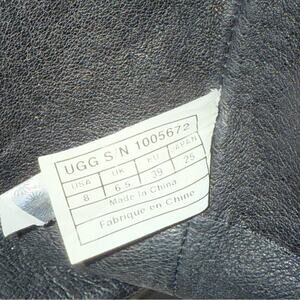 UGG S N 1005672
USA UK EU JAPAN
8 6.5 39 25
Made in China
Fabriqué en Chine